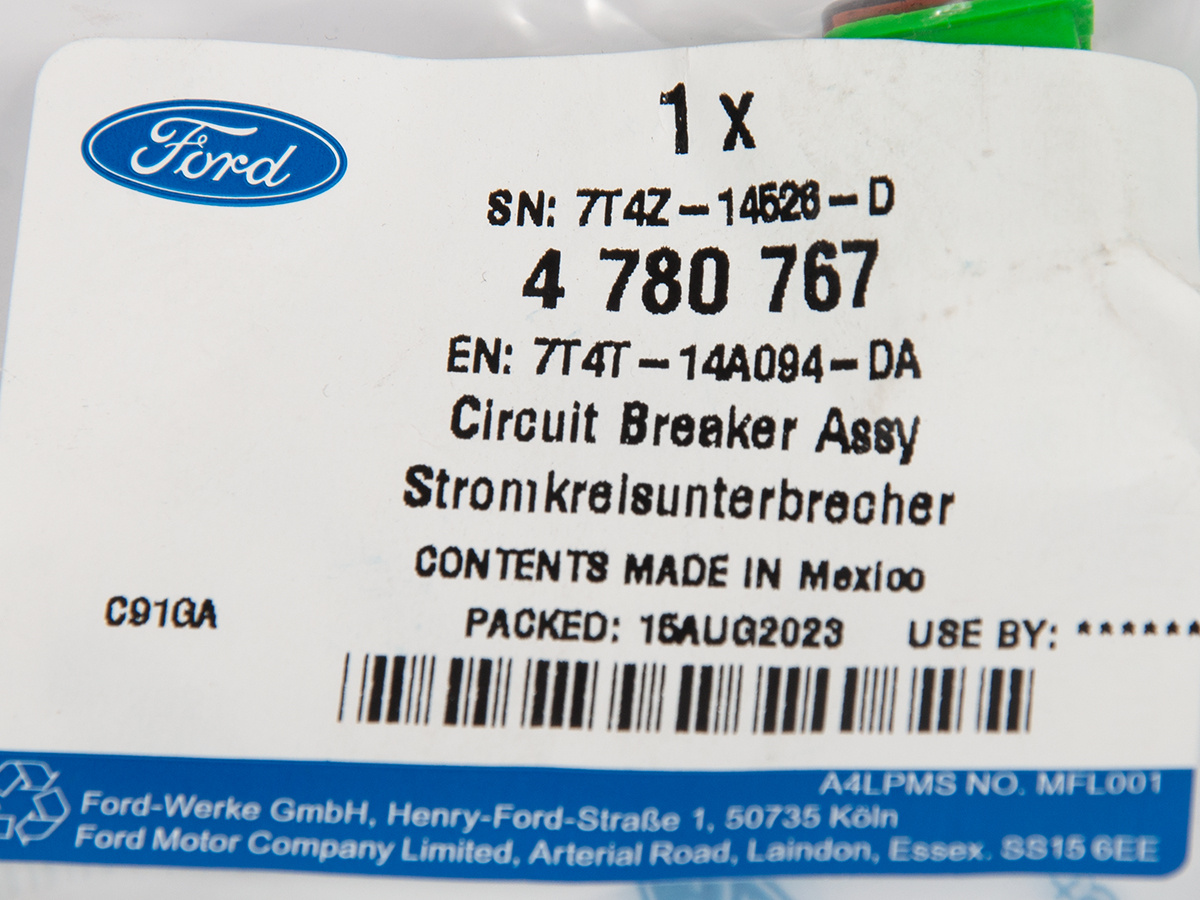 Ford
1 x
SN: 7T4Z-14526-D
4 780 767
EN: 7T4T-14A094-DA
Circuit Breaker Assy
Stromkreisunterbrecher
CONTENTS MADE IN Mexico
C91GA
PACKED: 15AUG2023 USE BY: ******
A4LPMS NO. MFL001
Ford-Werke GmbH, Henry-Ford-Straße 1, 50735 Köln
Ford Motor Company Limited, Arterial Road, Laindon, Essex. SS15 6EE